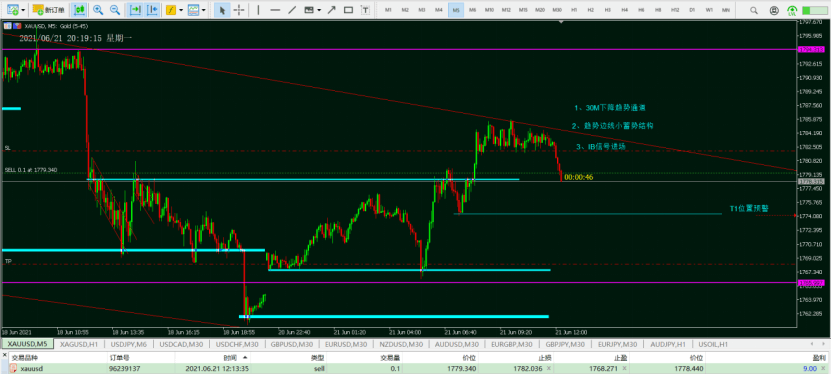 新订单
M1 M2 M3 M4 M5 M6 M10 M12 M15 M20 M30 H1 H2 H3 H4 H6 H8 H12 D1 W1 MN
XAUUSD, M5: Gold (5-45)
2021/06/21 20:19:15 星期一
1、30M下降趋势通道
2、趋势边线小蓄势结构
3、IB信号进场
SL
SELL 0.1 at 1779.340
00:00:46
T1位置预警
TP
1797.670
1795.985
1792.615
1790.930
1789.245
1787.560
1785.875
1784.190
1782.505
1780.820
1779.135
1777.450
1775.765
1774.080
1772.395
1770.710
1769.025
1767.340
1763.970
1762.285
18 Jun 2021 18 Jun 10:55 18 Jun 13:35 18 Jun 16:15 18 Jun 18:55 20 Jun 22:40 21 Jun 01:20 21 Jun 04:00 21 Jun 06:40 21 Jun 09:20 21 Jun 12:00
XAUUSD,M5 XAGUSD,H1 USDJPY,M6 USDCAD,M30 USDCHF,M30 GBPUSD,M30 EURUSD,M30 NZDUSD,M30 AUDUSD,M30 EURGBP,M30 GBPJPY,M30 EURJPY,M30 AUDJPY,H1 USOIL,H1
交易品种 订单号 时间 类型 交易量 价位 止损 止盈 价位 盈利
xauusd 96239137 2021.06.21 12:13:35 sell 0.1 1779.340 1782.036 1768.271 1778.440 9.00